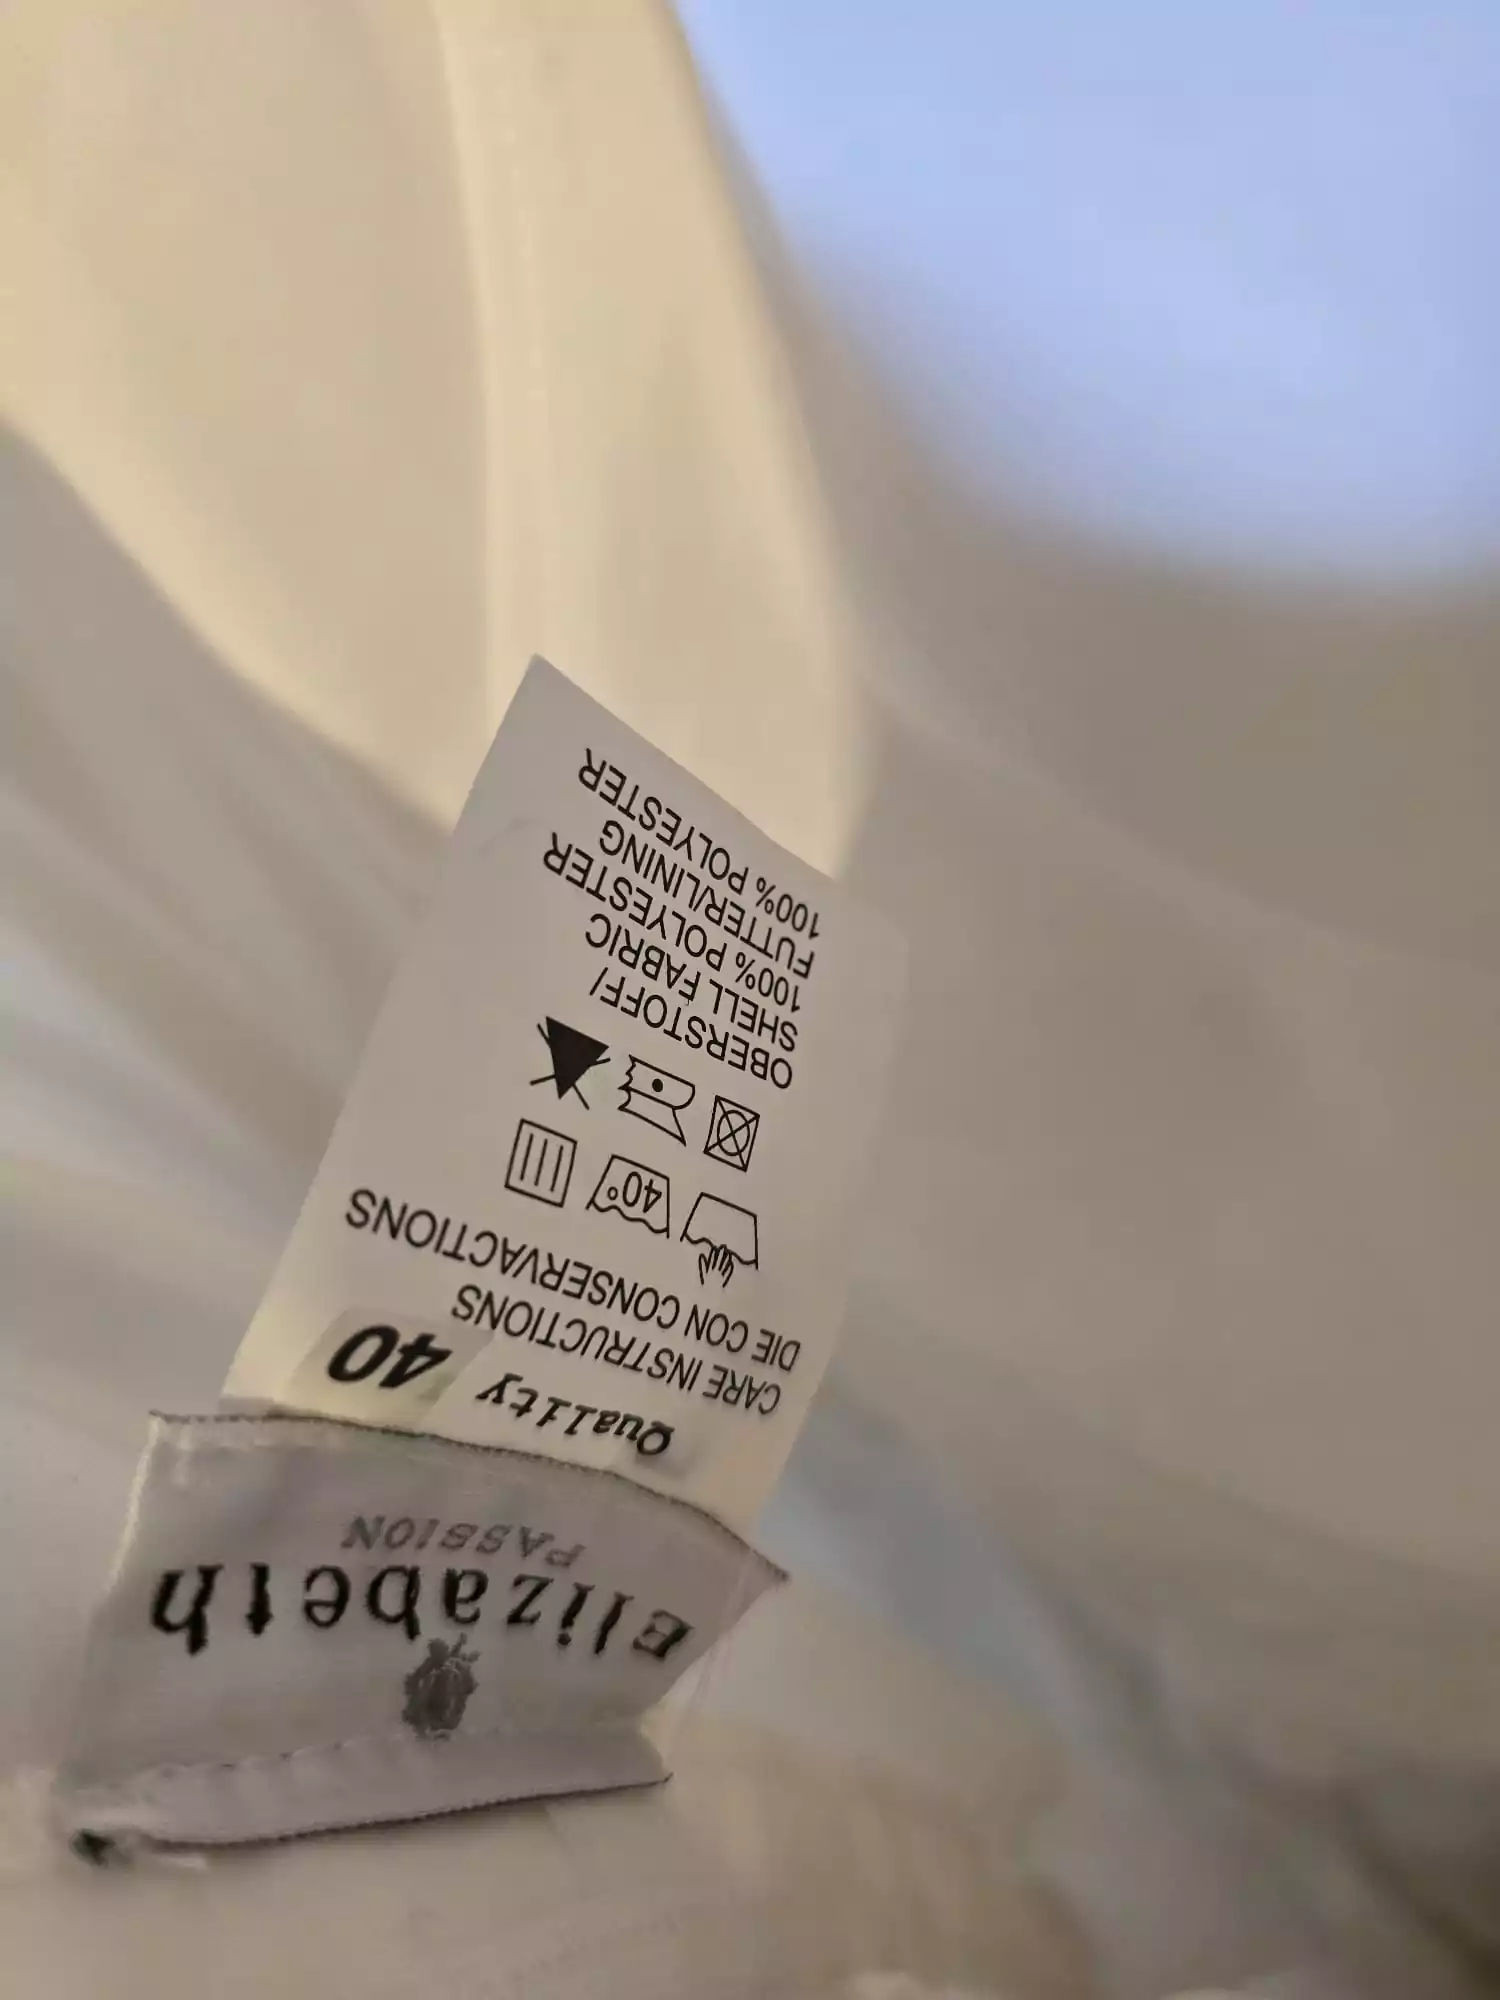 Elizabeth
PASSION
Quality 40
CARE INSTRUCTIONS
DIE CON CONSERVACTIONS
40°
OBERSTOFF/
SHELL FABRIC
100% POLYESTER
FUTTER/LINING
100% POLYESTER